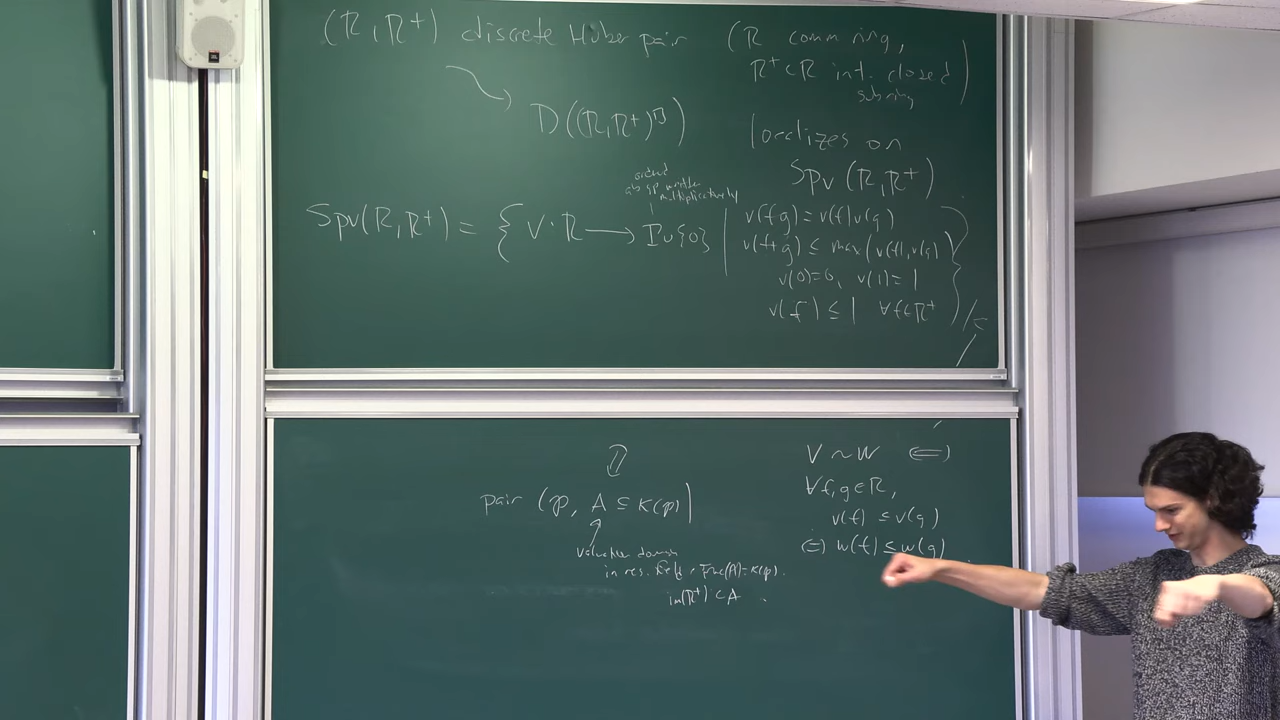 (R, R⁺) discrete Huber pair
(R comm ring,
R⁺ ⊂ R int. closed
subring)
D((R, R⁺)^◻)
localizes on
Spv (R, R⁺)
ordered
ab gp, written
multiplicatively
Spv(R, R⁺) = { v : R ⟶ Γ ∪ {0} |
v(fg) = v(f)v(g)
v(f+g) ≤ max(v(f), v(g))
v(0)=0, v(1)=1
v(f) ≤ 1 ∀f∈R⁺ } / ~
pair (p, A ⊆ κ(p))
valuation domain
in res. field, Frac(A) = κ(p).
im(R⁺) ⊂ A
v ~ w ⟺
∀f,g∈R,
v(f) ≤ v(g)
⟺ w(f) ≤ w(g)